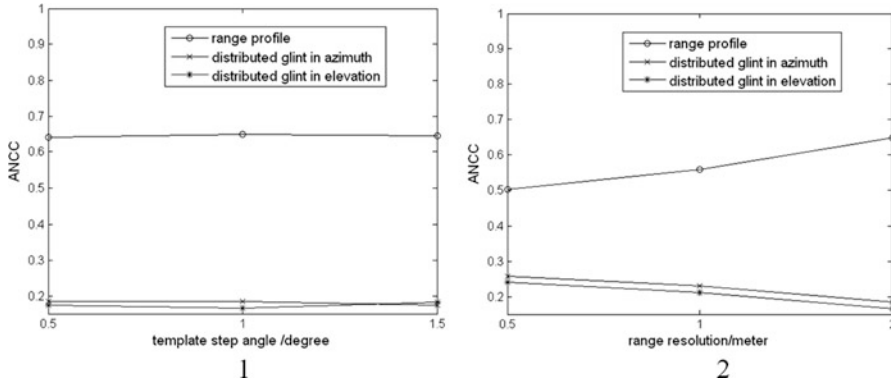 1
0.9
0.8
0.7
0.6
0.5
0.4
0.3
0.2
ANCC
range profile
distributed glint in azimuth
distributed glint in elevation
0.5 1 1.5
template step angle /degree
1
1
0.9
0.8
0.7
0.6
0.5
0.4
0.3
0.2
ANCC
range profile
distributed glint in azimuth
distributed glint in elevation
0.5 1
range resolution/meter
2